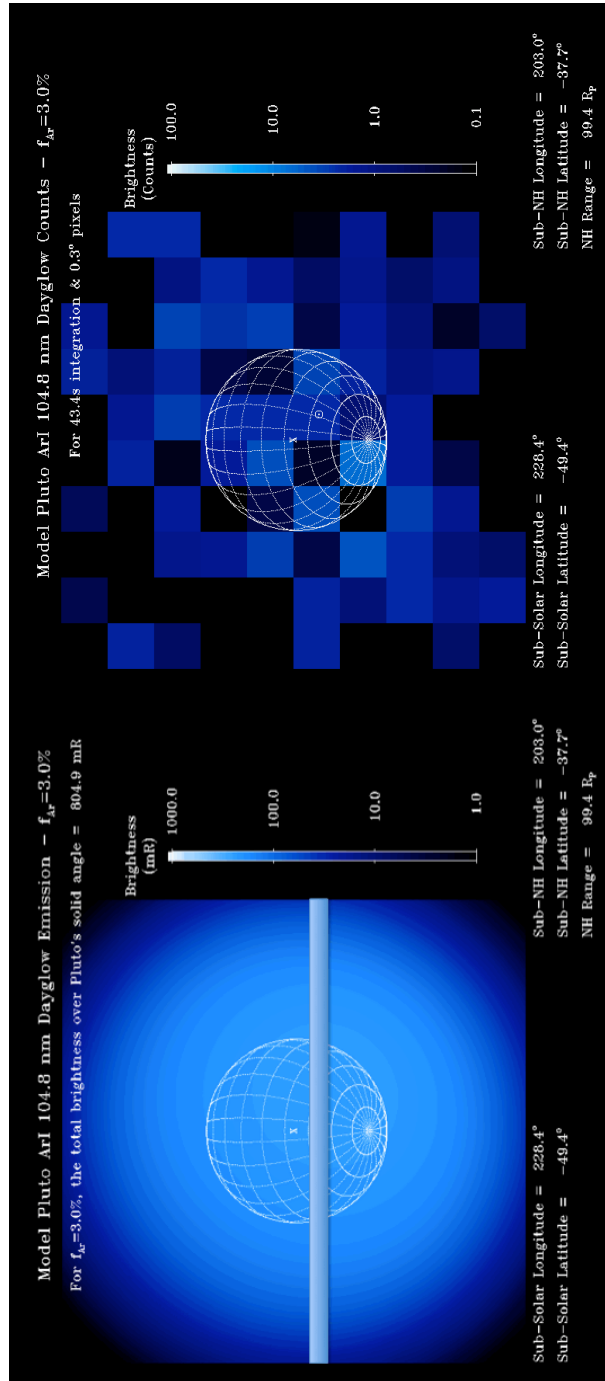 Model Pluto ArI 104.8 nm Dayglow Emission − f_Ar=3.0%
For f_Ar=3.0%, the total brightness over Pluto's solid angle = 804.9 mR
Brightness
(mR)
1000.0
100.0
10.0
1.0
X
Sub-Solar Longitude = 228.4°
Sub-Solar Latitude = −49.4°
Sub-NH Longitude = 203.0°
Sub-NH Latitude = −37.7°
NH Range = 99.4 R_p
Model Pluto ArI 104.8 nm Dayglow Counts − f_Ar=3.0%
For 43.4s integration & 0.3° pixels
Brightness
(Counts)
100.0
10.0
1.0
0.1
X
Sub-Solar Longitude = 228.4°
Sub-Solar Latitude = −49.4°
Sub-NH Longitude = 203.0°
Sub-NH Latitude = −37.7°
NH Range = 99.4 R_p